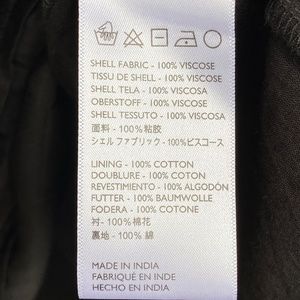 SHELL FABRIC - 100% VISCOSE
TISSU DE SHELL - 100% VISCOSE
SHELL TELA - 100% VISCOSA
OBERSTOFF - 100% VISCOSE
SHELL TESSUTO - 100% VISCOSA
面料 - 100%粘胶
シェル ファブリック - 100%ビスコース
LINING - 100% COTTON
DOUBLURE - 100% COTON
REVESTIMIENTO - 100% ALGODÓN
FUTTER - 100% BAUMWOLLE
FODERA - 100% COTONE
衬- 100%棉花
裏地 - 100% 綿
MADE IN INDIA
FABRIQUÉ EN INDE
HECHO EN INDIA